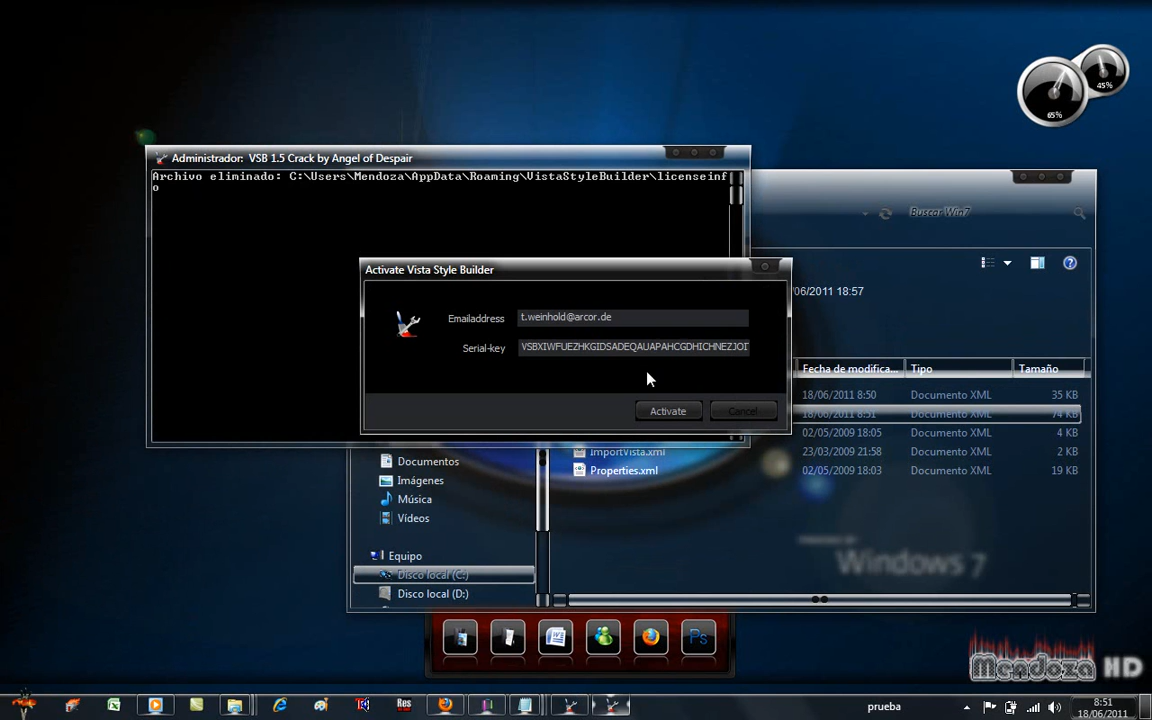 45%
65%
Administrador: VSB 1.5 Crack by Angel of Despair
Archivo eliminado: C:\Users\Mendoza\AppData\Roaming\VistaStyleBuilder\licenseinf
o
Buscar Win7
Activate Vista Style Builder
Emailaddress t.weinhold@arcor.de
Serial-key VSBXIWFUEZHKGIDSADEQAUAPAHCGDHICHNEZJOI
Activate Cancel
/06/2011 18:57
Fecha de modifica... Tipo Tamaño
18/06/2011 8:50 Documento XML 35 KB
18/06/2011 8:51 Documento XML 74 KB
02/05/2009 18:05 Documento XML 4 KB
ImportVista.xml 23/03/2009 21:58 Documento XML 2 KB
Properties.xml 02/05/2009 18:03 Documento XML 19 KB
Documentos
Imágenes
Música
Vídeos
Equipo
Disco local (C:)
Disco local (D:)
Windows 7
Ps
Mendoza HD
Res
prueba
8:51
18/06/2011